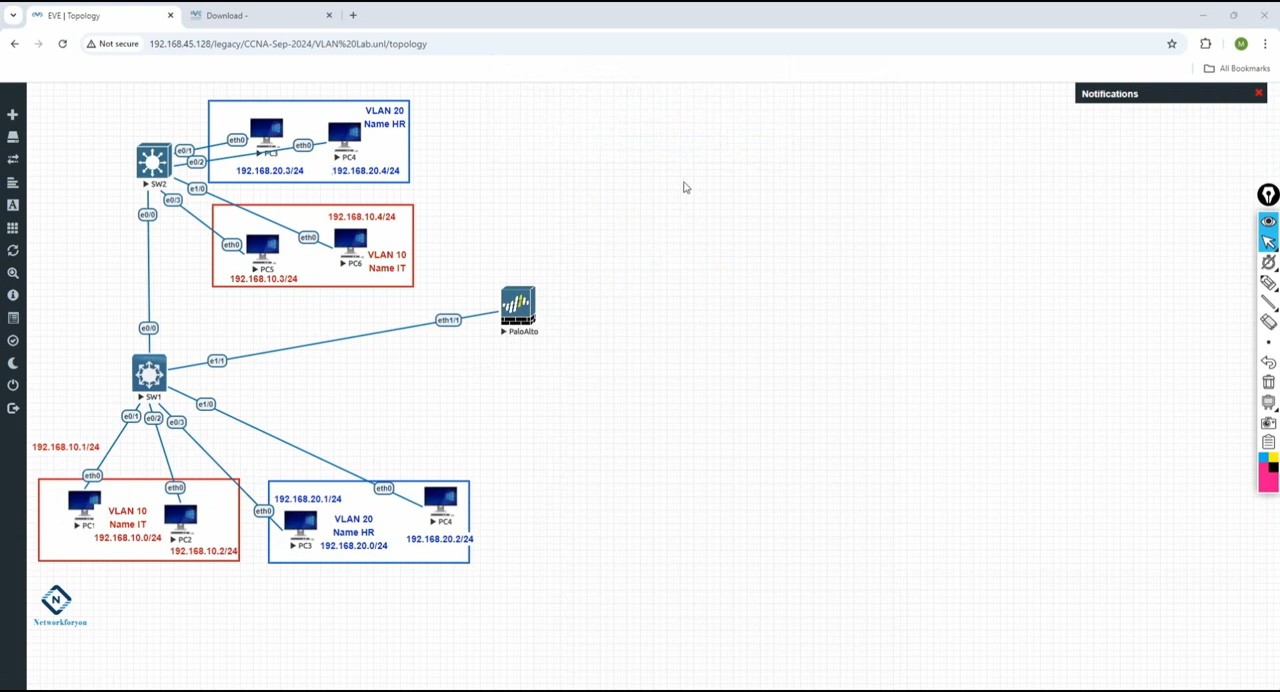 EVE | Topology
Download -
Not secure
192.168.45.128/legacy/CCNA-Sep-2024/VLAN%20Lab.unl/topology
M
All Bookmarks
Notifications
VLAN 20
Name HR
eth0
PC3
eth0
PC4
192.168.20.3/24
192.168.20.4/24
e0/1
e0/2
SW2
e1/0
e0/3
e0/0
192.168.10.4/24
eth0
PC5
eth0
PC6
VLAN 10
Name IT
192.168.10.3/24
eth1/1
PaloAlto
e0/0
e1/1
SW1
e1/0
e0/1
e0/2
e0/3
192.168.10.1/24
eth0
PC1
VLAN 10
Name IT
192.168.10.0/24
eth0
PC2
192.168.10.2/24
192.168.20.1/24
eth0
PC3
VLAN 20
Name HR
192.168.20.0/24
eth0
PC4
192.168.20.2/24
N
Networkforyou